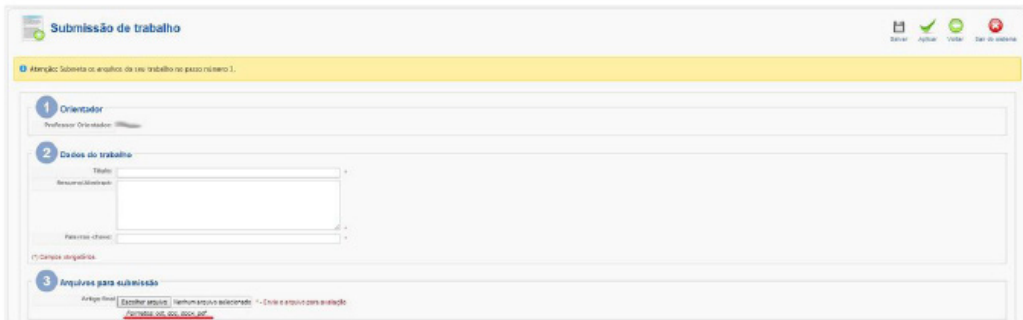 Submissão de trabalho
Salvar Aplicar Voltar Sair do sistema
Atenção: Submeta os arquivos do seu trabalho no passo número 3.
1 Orientador
Professor Orientador:
2 Dados do trabalho
Título: *
Resumo/Abstract:
*
Palavras-chave: *
(*) Campos obrigatórios.
3 Arquivos para submissão
Artigo final Escolher arquivo Nenhum arquivo selecionado * - Envie o arquivo para avaliação
Formatos: odt, doc, docx, pdf